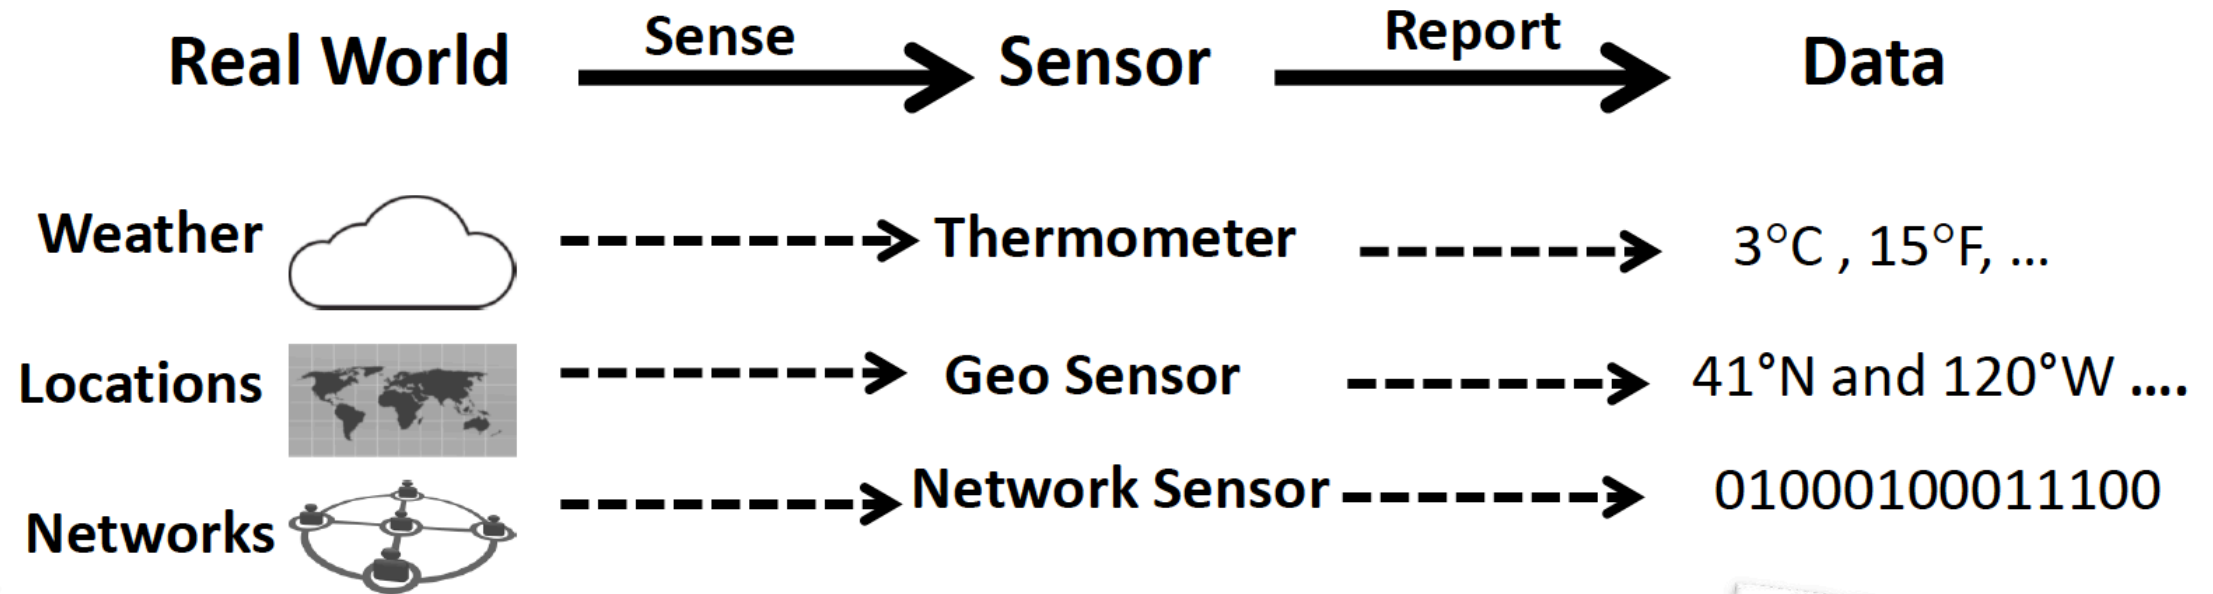 Real World Sense Sensor Report Data
Weather Thermometer 3°C , 15°F, ...
Locations Geo Sensor 41°N and 120°W ....
Networks Network Sensor 01000100011100